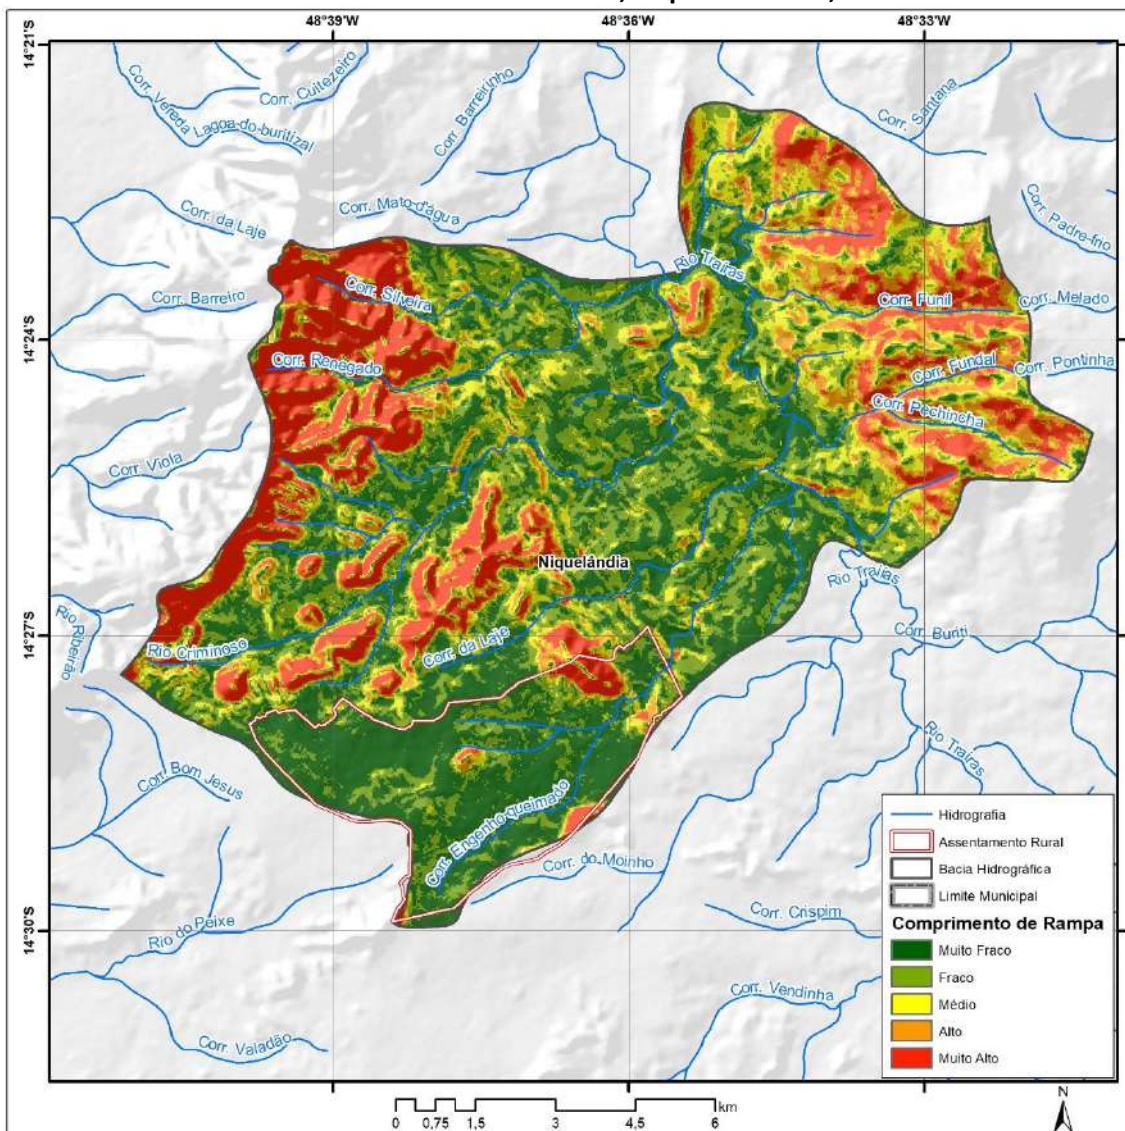 48°39'W
48°36'W
48°33'W
14°21'S
14°24'S
14°27'S
14°30'S
Corr. Cuitezeiro
Corr. Vereda Lagoa-do-buritizal
Corr. Barreirinho
Corr. Santana
Corr. da Laje
Corr. Mato-d'água
Corr. Padre-frio
Rio Traíras
Corr. Barreiro
Corr. Silveira
Corr. Funil
Corr. Melado
Corr. Renegado
Corr. Fundal
Corr. Pontinha
Corr. Pechincha
Corr. Viola
Niquelândia
Rio Traíras
Rio Ribeirão
Rio Criminoso
Corr. da Laje
Corr. Buriti
Rio Traíras
Corr. Bom Jesus
Corr. Engenho-queimado
Corr. do Moinho
Rio do Peixe
Corr. Crispim
Corr. Vendinha
Corr. Valadão
Hidrografia
Assentamento Rural
Bacia Hidrográfica
Limite Municipal
Comprimento de Rampa
Muito Fraco
Fraco
Médio
Alto
Muito Alto
km
0 0,75 1,5 3 4,5 6
N